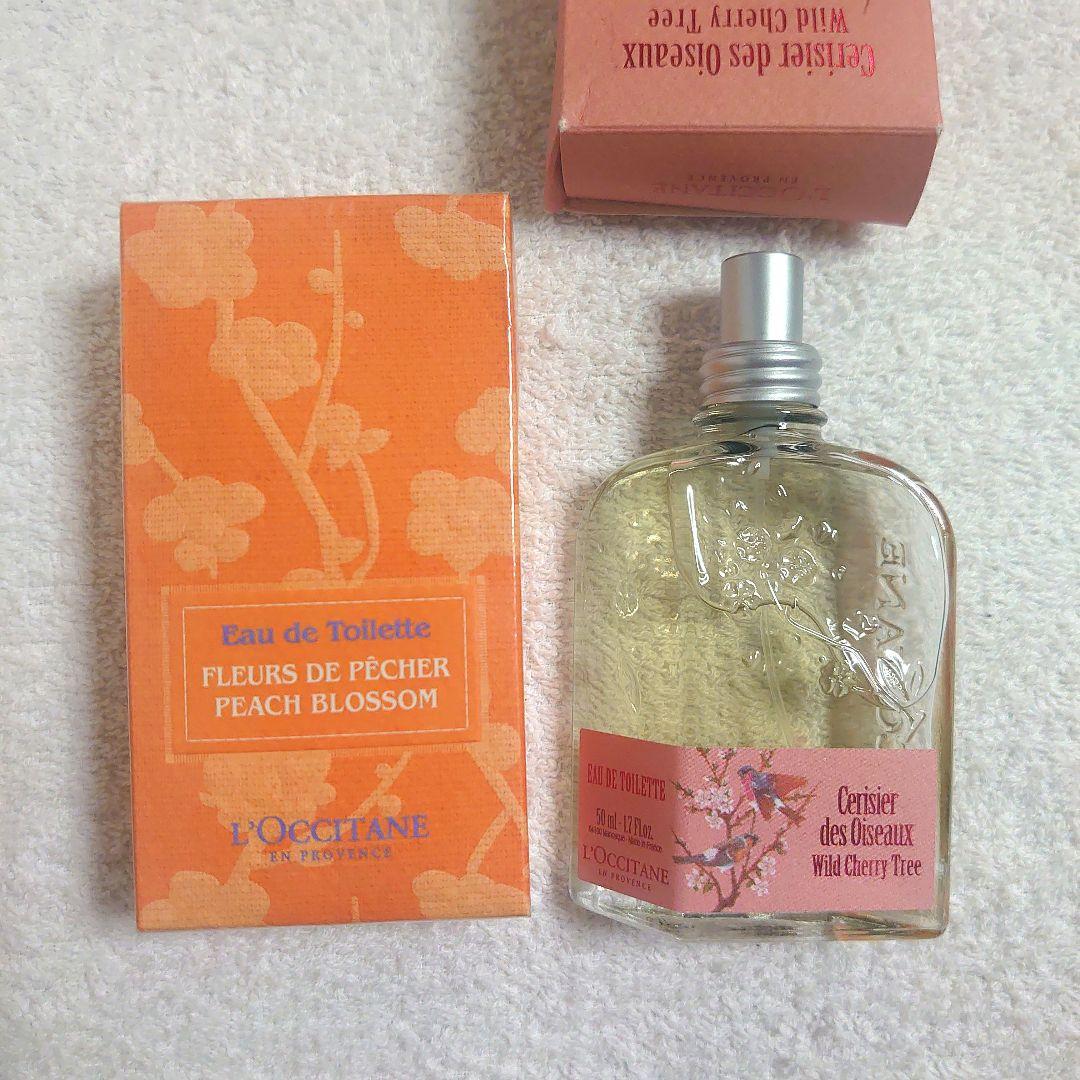 Cerisier des Oiseaux
Wild Cherry Tree
L'OCCITANE
EN PROVENCE
Eau de Toilette
FLEURS DE PÊCHER
PEACH BLOSSOM
L'OCCITANE
EN PROVENCE
EAU DE TOILETTE
50 ml - 1.7 Fl.Oz.
L'OCCITANE
EN PROVENCE
Cerisier
des Oiseaux
Wild Cherry Tree